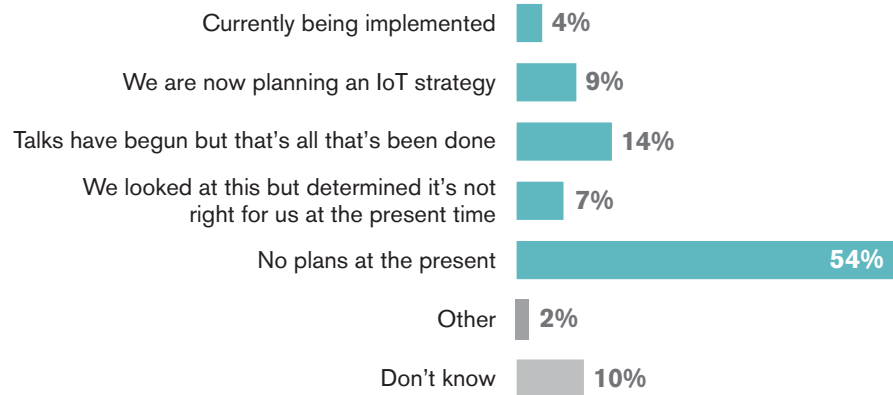 Currently being implemented 4%
We are now planning an IoT strategy 9%
Talks have begun but that’s all that’s been done 14%
We looked at this but determined it’s not
right for us at the present time 7%
No plans at the present 54%
Other 2%
Don’t know 10%